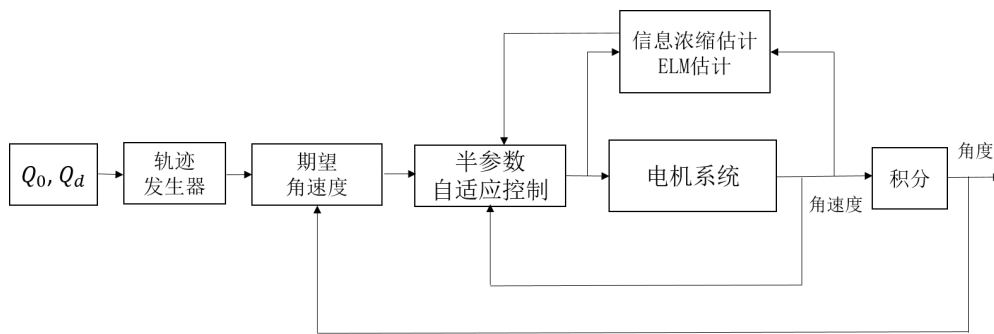 信息浓缩估计
ELM估计
Q₀, Q_d
轨迹
发生器
期望
角速度
半参数
自适应控制
电机系统
角速度
积分
角度